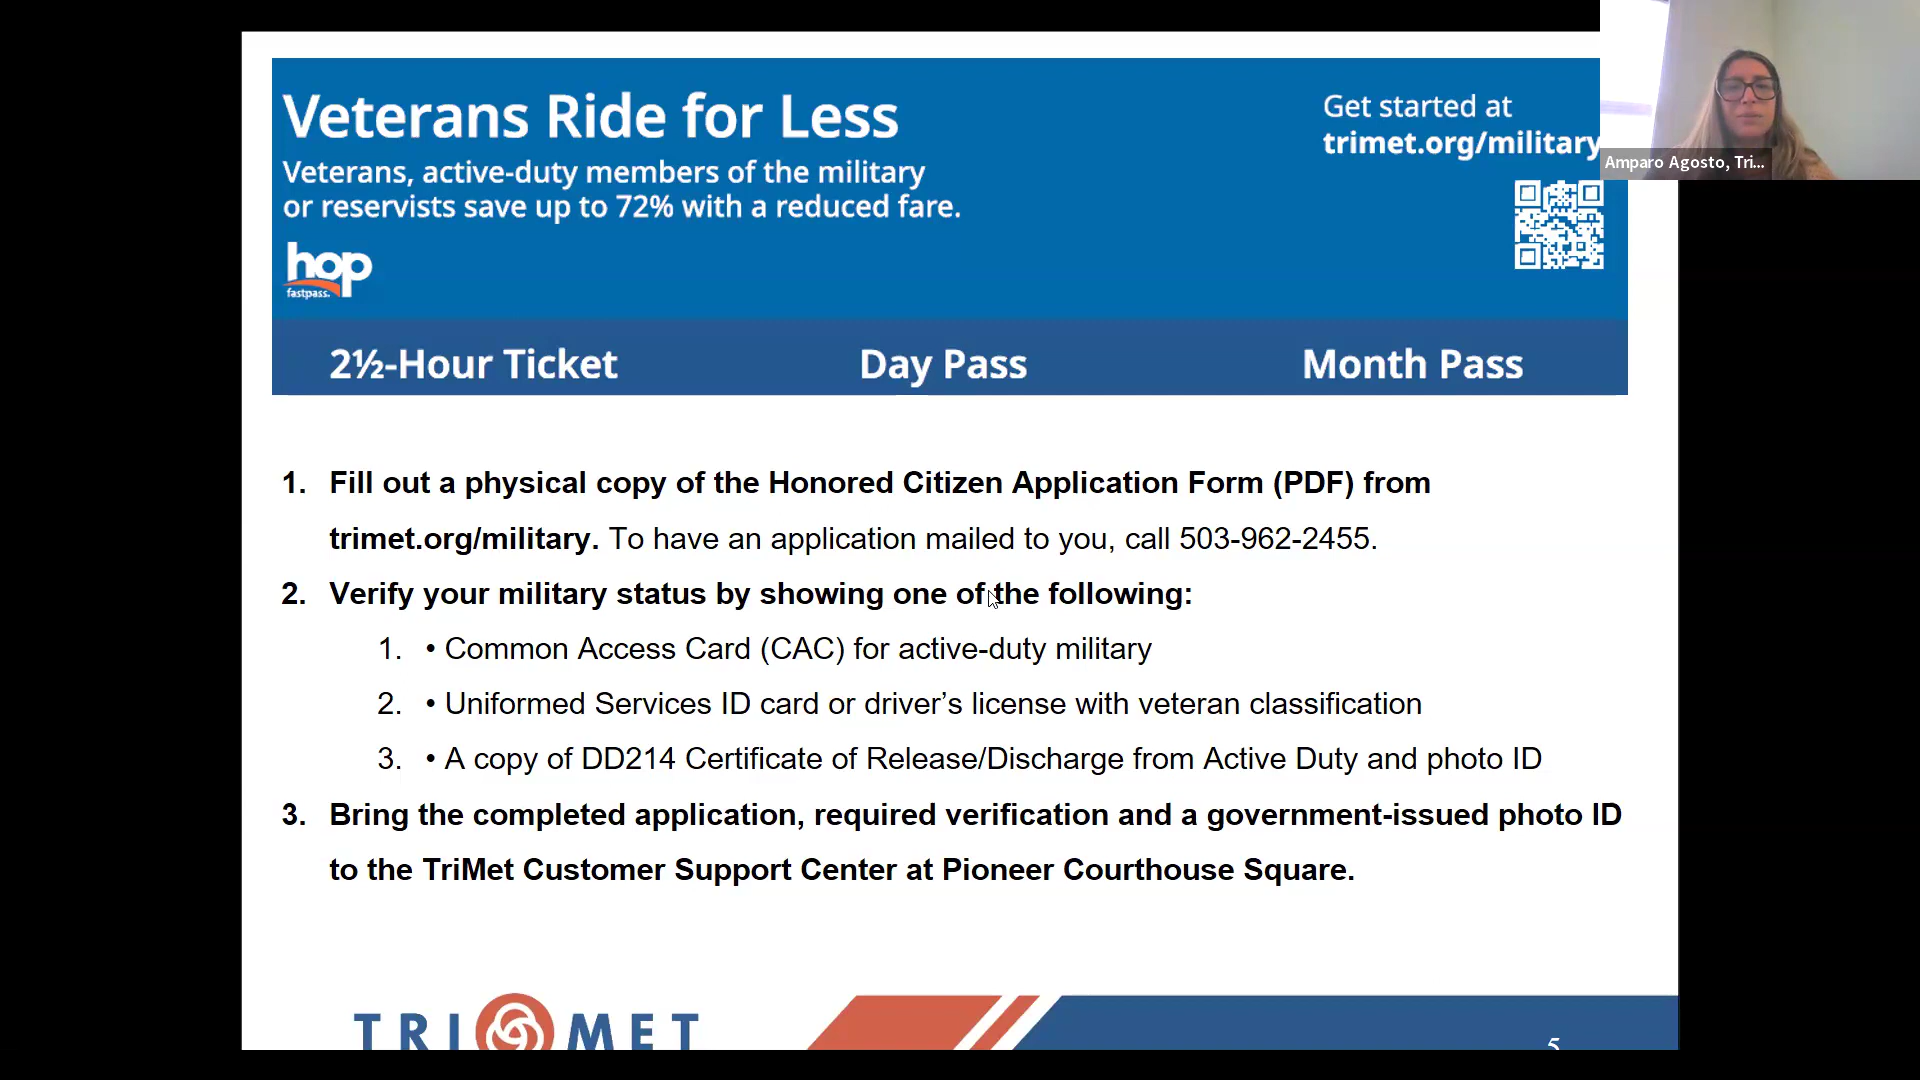 Veterans Ride for Less
Veterans, active-duty members of the military
or reservists save up to 72% with a reduced fare.
hop
fastpass.
Get started at
trimet.org/military
Amparo Agosto, Tri...
2½-Hour Ticket
Day Pass
Month Pass
1. Fill out a physical copy of the Honored Citizen Application Form (PDF) from
trimet.org/military. To have an application mailed to you, call 503-962-2455.
2. Verify your military status by showing one of the following:
1. • Common Access Card (CAC) for active-duty military
2. • Uniformed Services ID card or driver’s license with veteran classification
3. • A copy of DD214 Certificate of Release/Discharge from Active Duty and photo ID
3. Bring the completed application, required verification and a government-issued photo ID
to the TriMet Customer Support Center at Pioneer Courthouse Square.
TRI MET
5